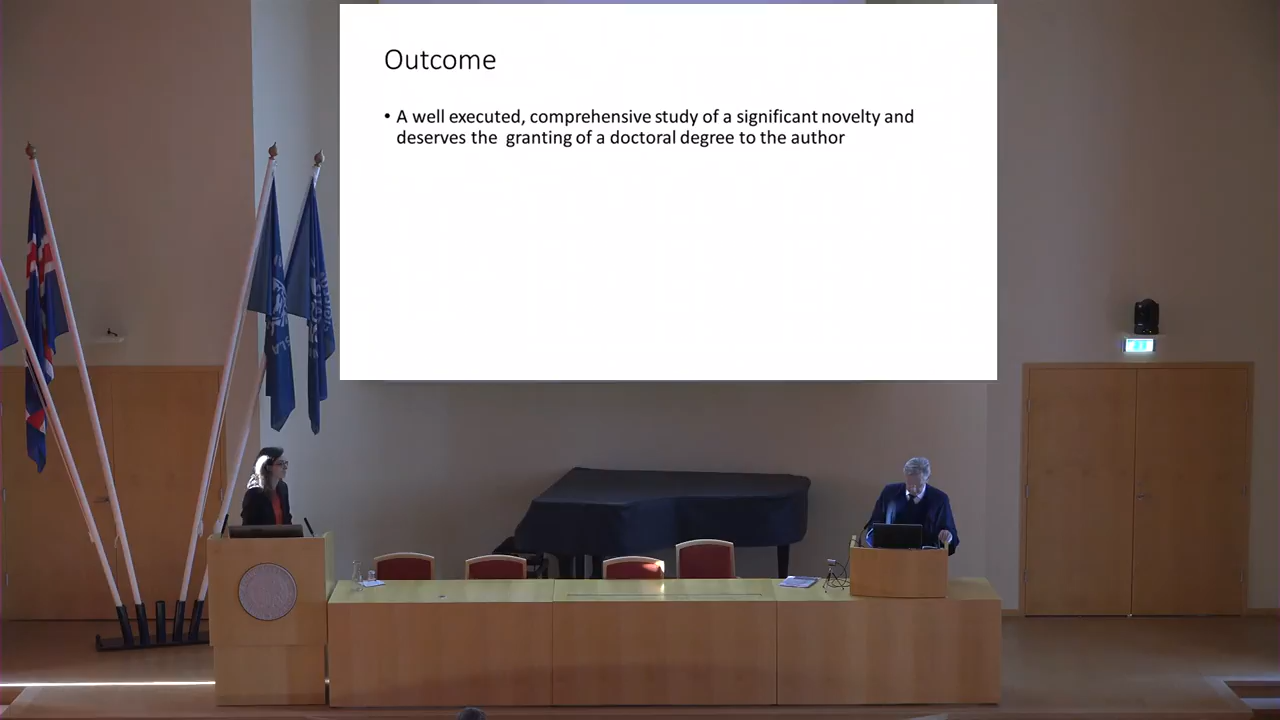 Outcome
• A well executed, comprehensive study of a significant novelty and
deserves the granting of a doctoral degree to the author